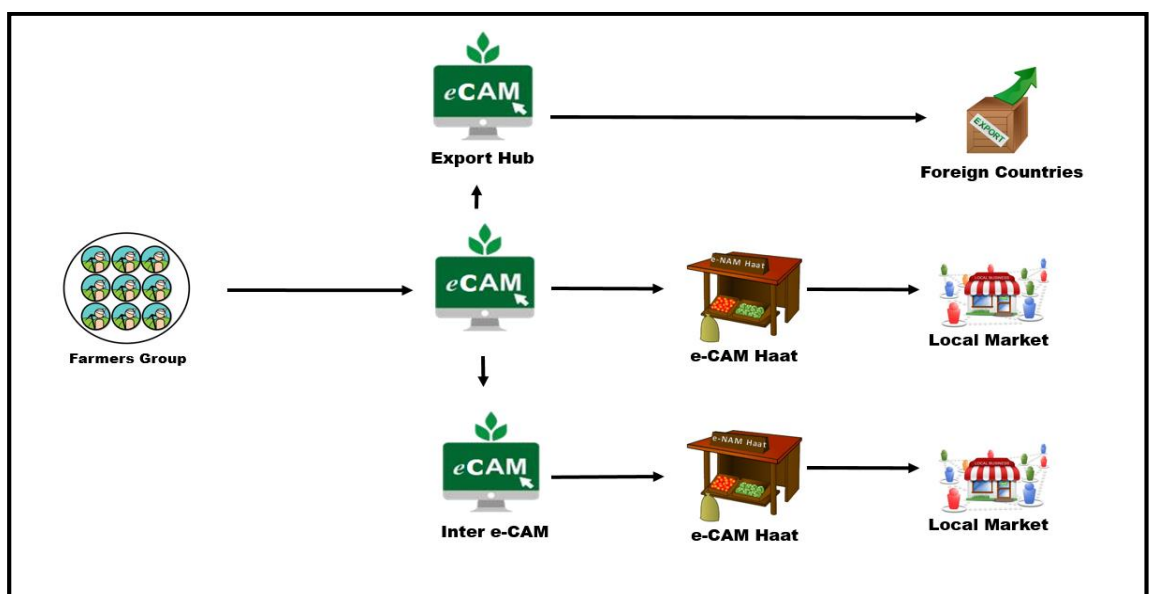 eCAM
Export Hub
EXPORT
Foreign Countries
Farmers Group
eCAM
e-NAM Haat
e-CAM Haat
LOCAL BUSINESS
Local Market
eCAM
Inter e-CAM
e-NAM Haat
e-CAM Haat
LOCAL BUSINESS
Local Market